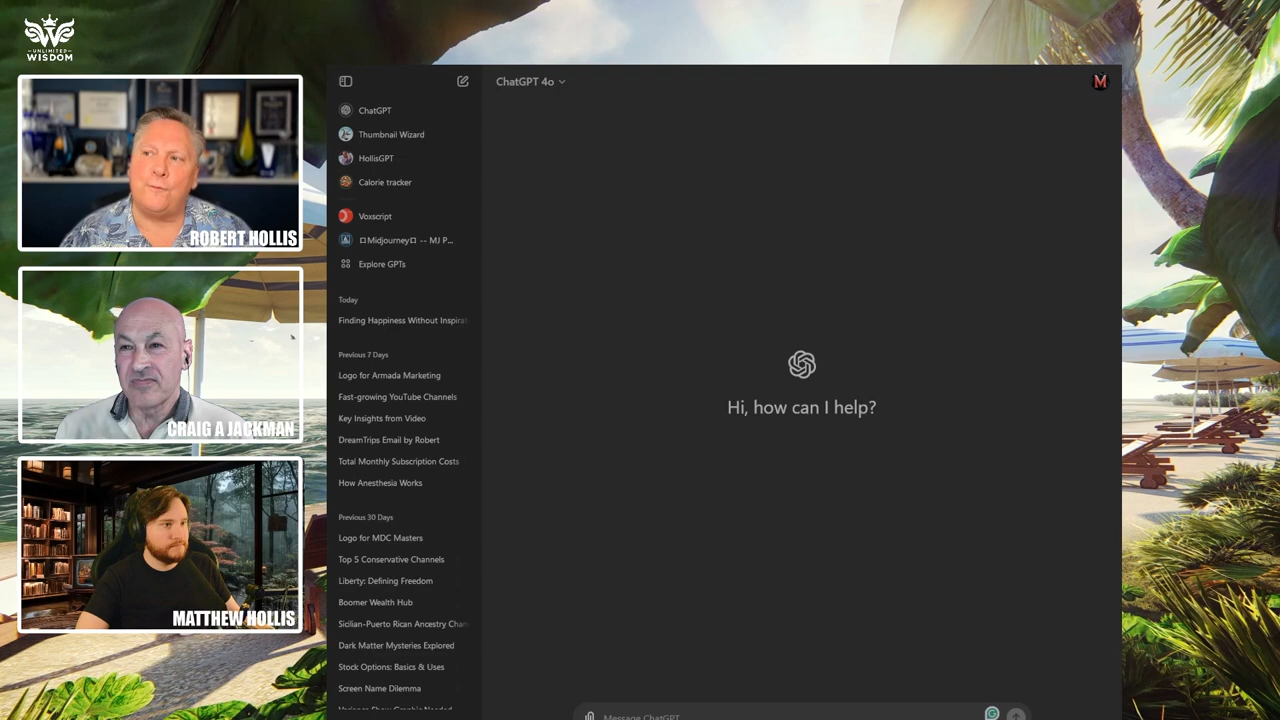 UNLIMITED
WISDOM
ROBERT HOLLIS
CRAIG A JACKMAN
MATTHEW HOLLIS
ChatGPT
Thumbnail Wizard
HollisGPT
Calorie tracker
Voxscript
Midjourney -- MJ P...
Explore GPTs
Today
Finding Happiness Without Inspirat
Previous 7 Days
Logo for Armada Marketing
Fast-growing YouTube Channels
Key Insights from Video
DreamTrips Email by Robert
Total Monthly Subscription Costs
How Anesthesia Works
Previous 30 Days
Logo for MDC Masters
Top 5 Conservative Channels
Liberty: Defining Freedom
Boomer Wealth Hub
Sicilian-Puerto Rican Ancestry Chan
Dark Matter Mysteries Explored
Stock Options: Basics & Uses
Screen Name Dilemma
ChatGPT 4o
M
Hi, how can I help?
Message ChatGPT